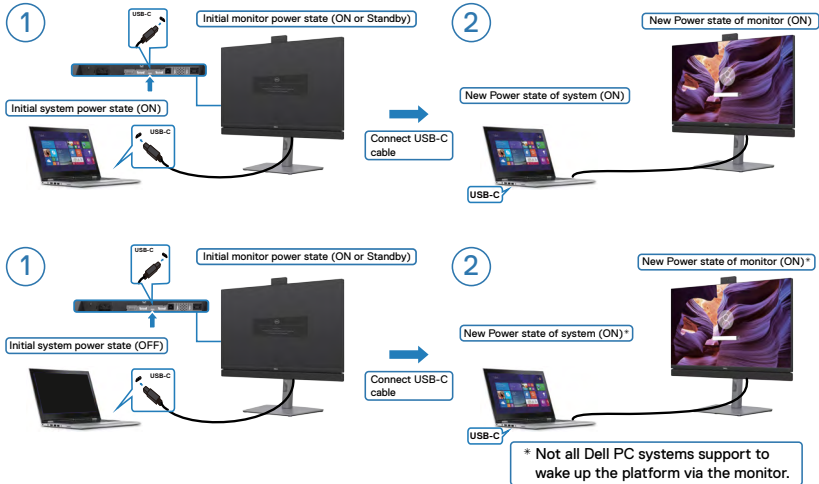 1
USB-C
Initial monitor power state (ON or Standby)
Initial system power state (ON)
USB-C
Connect USB-C
cable
2
New Power state of monitor (ON)
New Power state of system (ON)
USB-C
1
USB-C
Initial monitor power state (ON or Standby)
Initial system power state (OFF)
USB-C
Connect USB-C
cable
2
New Power state of monitor (ON)*
New Power state of system (ON)*
USB-C
* Not all Dell PC systems support to
wake up the platform via the monitor.